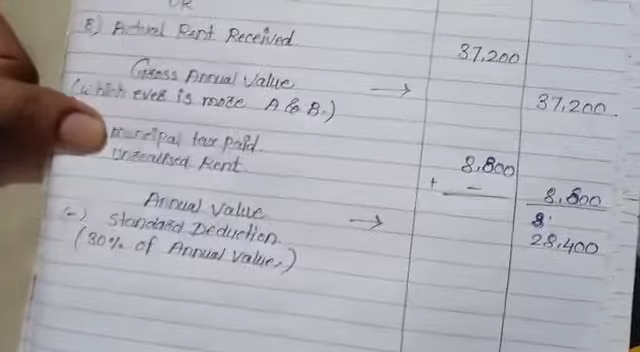 OR
B) Actual Rent Received 37,200
Gross Annual Value → 37,200.
(which ever is more A & B.)
Municipal tax paid 8,800
Unrealised Rent + - 8,800
Annual Value → 28,400
(-) Standard Deduction.
(30% of Annual Value.)